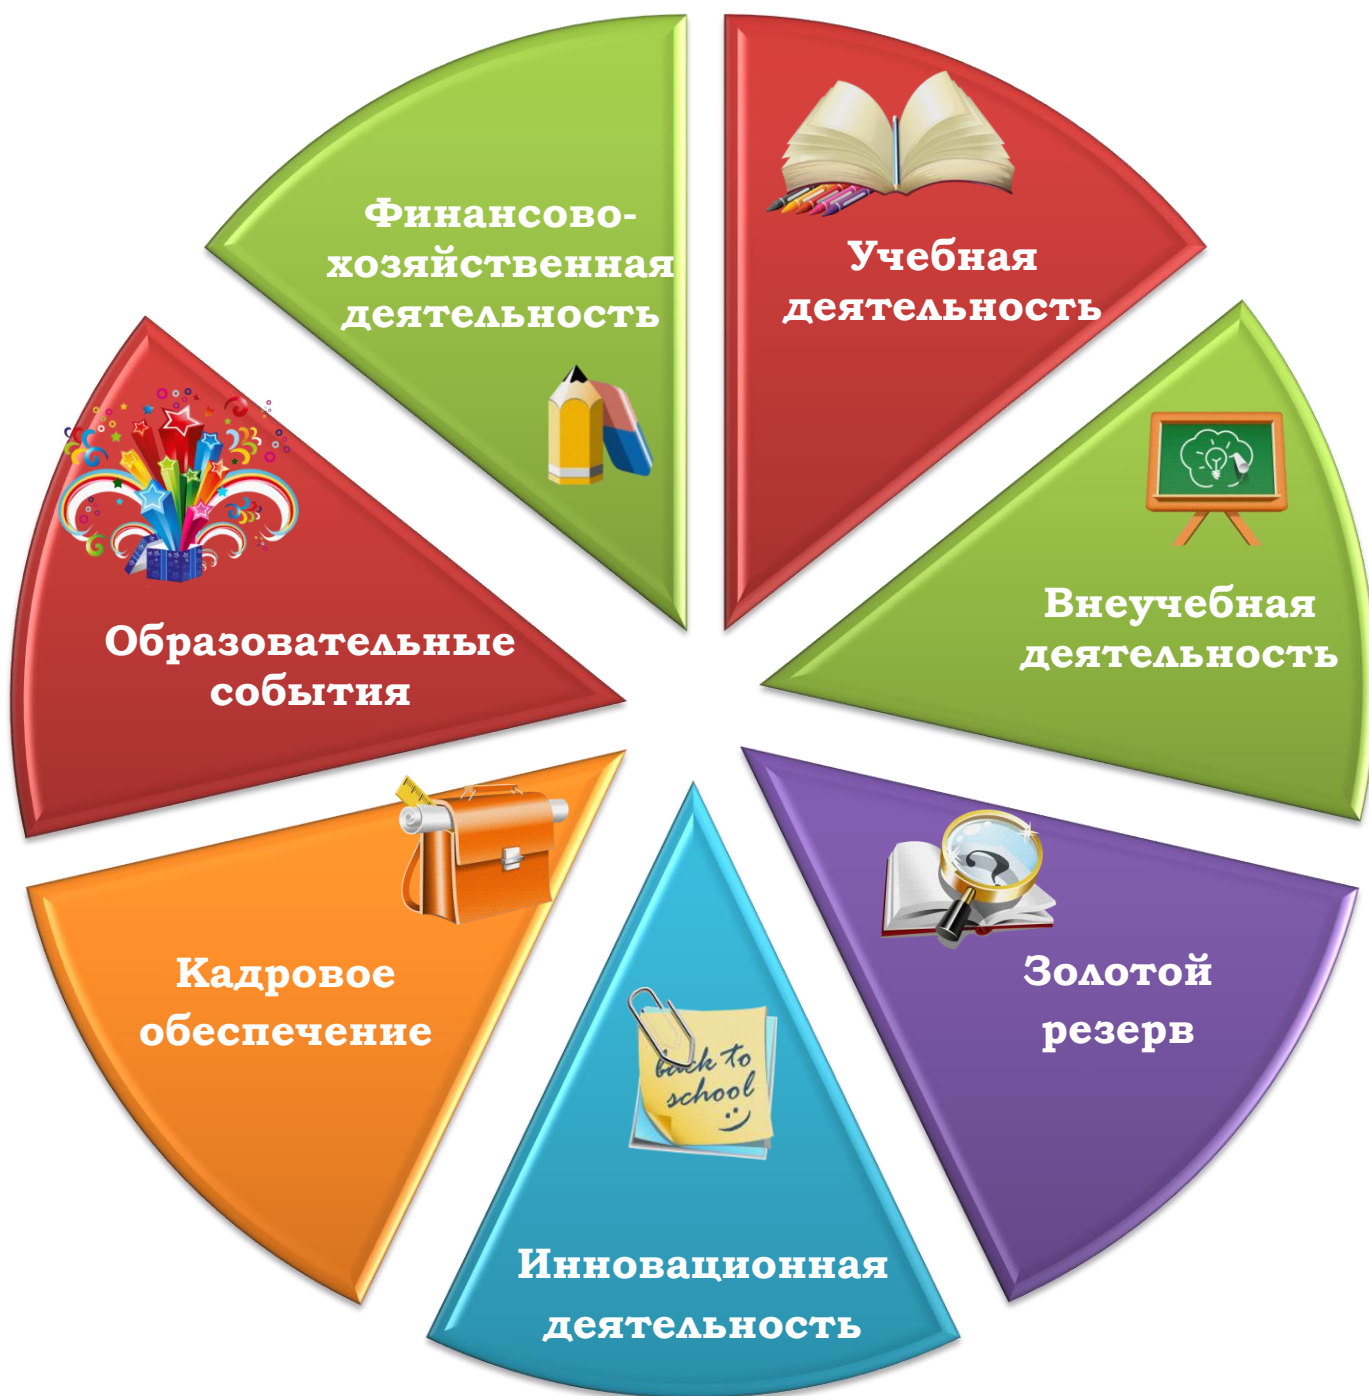 Финансово-
хозяйственная
деятельность
Учебная
деятельность
Внеучебная
деятельность
Золотой
резерв
back to
school
Инновационная
деятельность
Кадровое
обеспечение
Образовательные
события